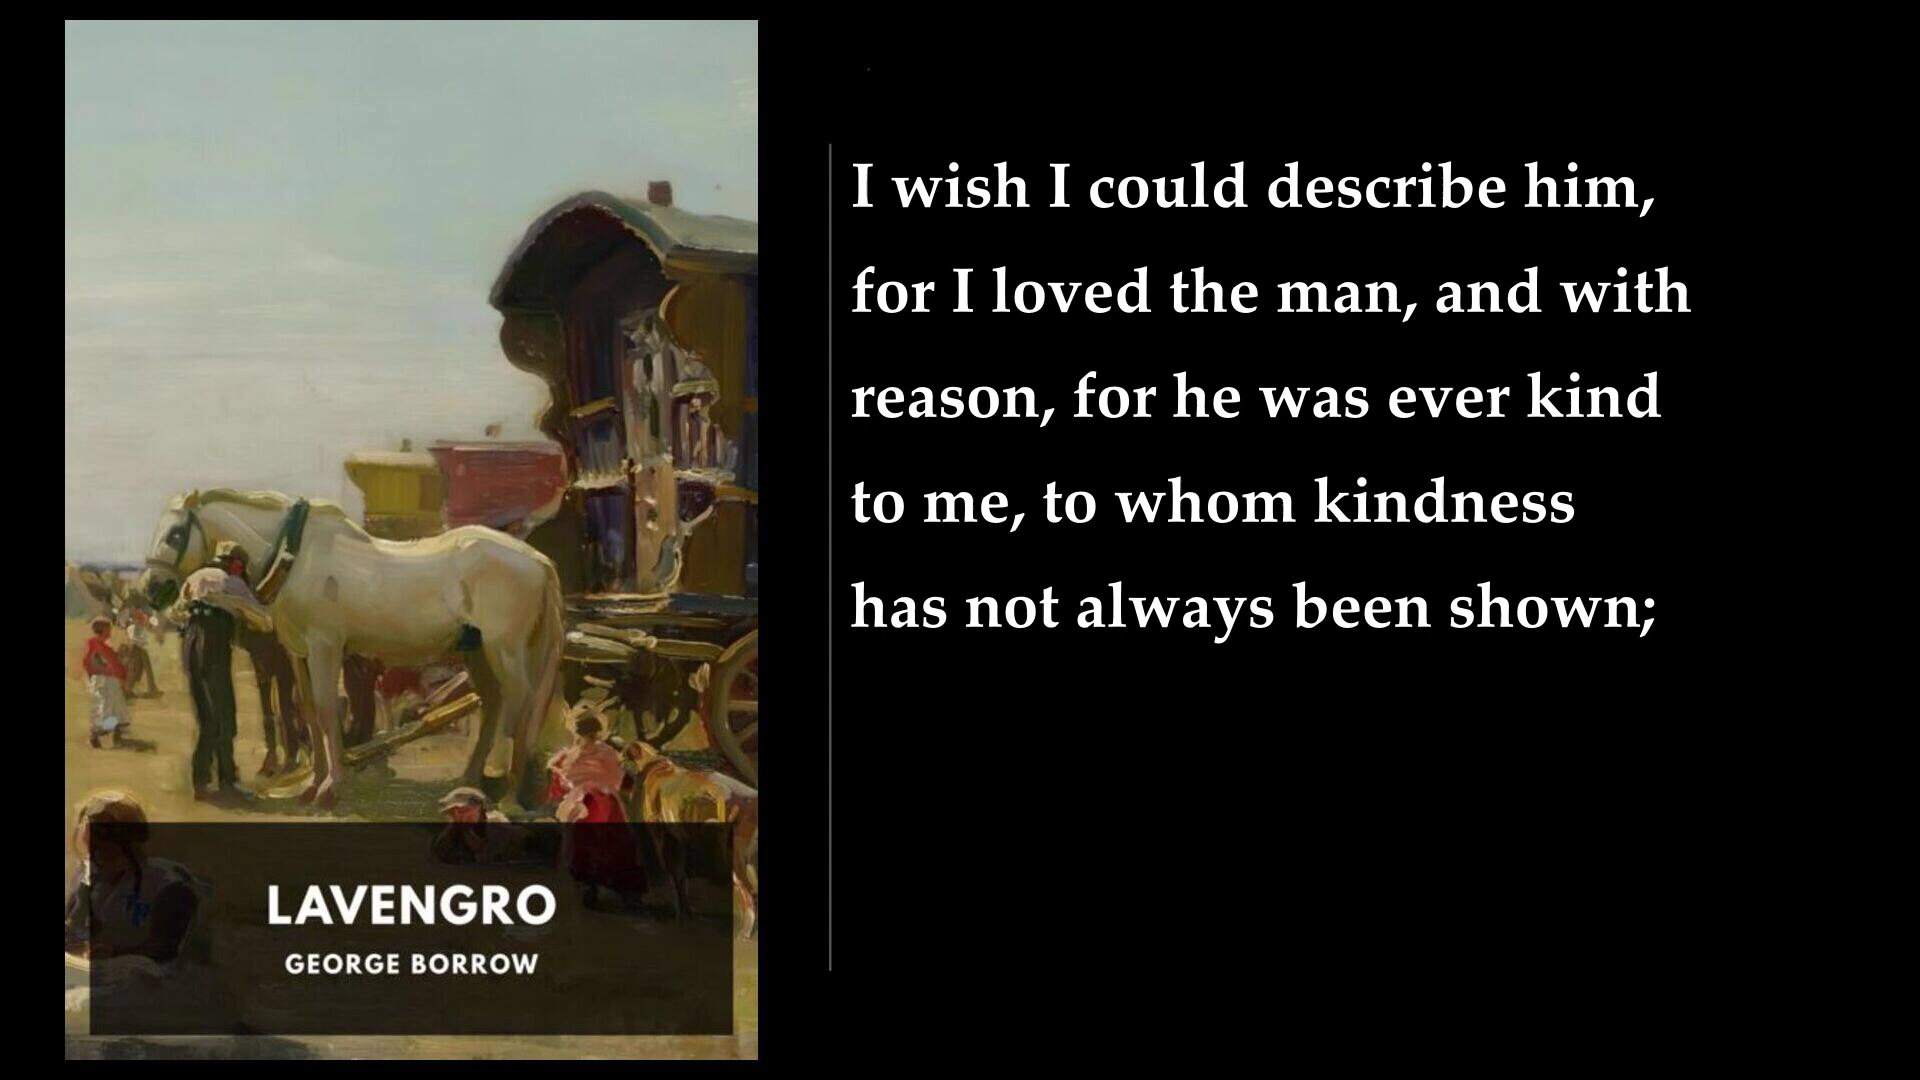 LAVENGRO
GEORGE BORROW
I wish I could describe him,
for I loved the man, and with
reason, for he was ever kind
to me, to whom kindness
has not always been shown;